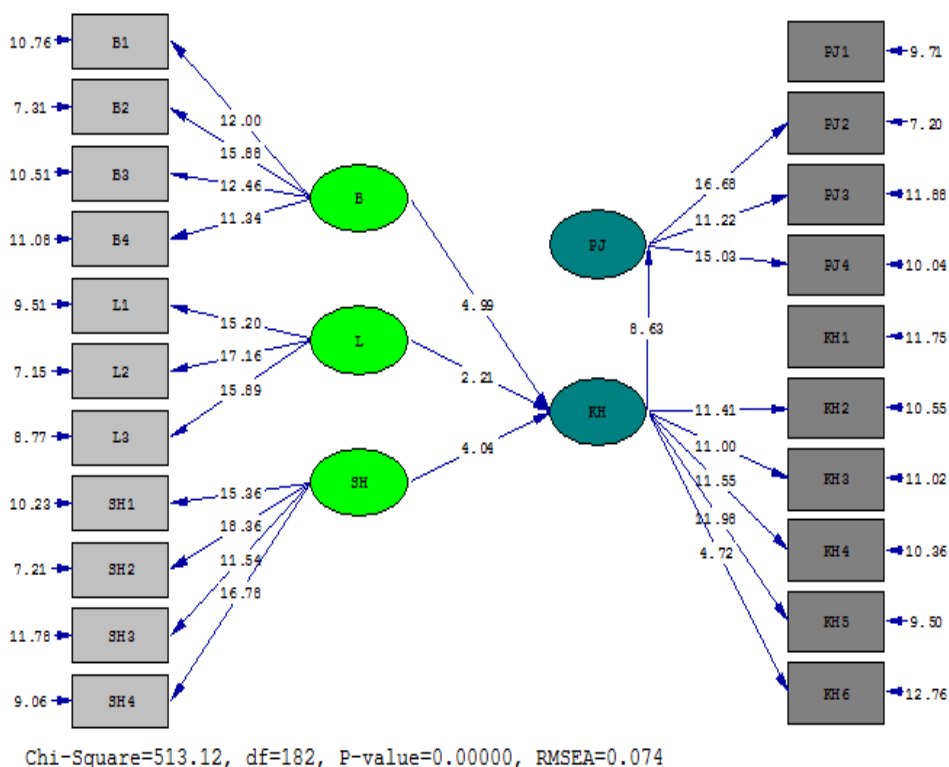 10.76 B1
7.31 B2
10.51 B3
11.08 B4
9.51 L1
7.15 L2
8.77 L3
10.23 SH1
7.21 SH2
11.78 SH3
9.06 SH4
12.00
15.88
12.46
11.34
15.20
17.16
15.89
15.36
18.36
11.54
16.78
B
L
SH
4.99
2.21
4.04
PJ
8.63
KH
16.68
11.22
15.03
11.41
11.00
11.55
11.98
4.72
PJ1 9.71
PJ2 7.20
PJ3 11.88
PJ4 10.04
KH1 11.75
KH2 10.55
KH3 11.02
KH4 10.36
KH5 9.50
KH6 12.76
Chi-Square=513.12, df=182, P-value=0.00000, RMSEA=0.074